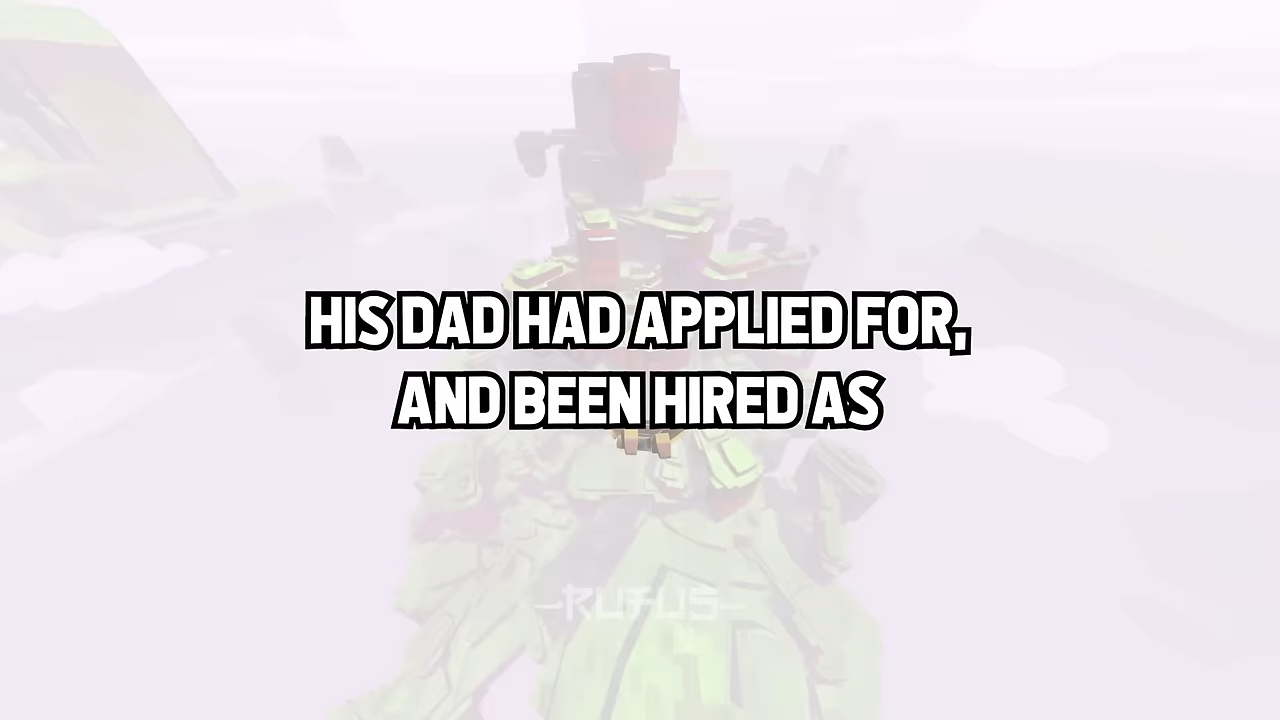 HIS DAD HAD APPLIED FOR,
AND BEEN HIRED AS
-RUFUS-